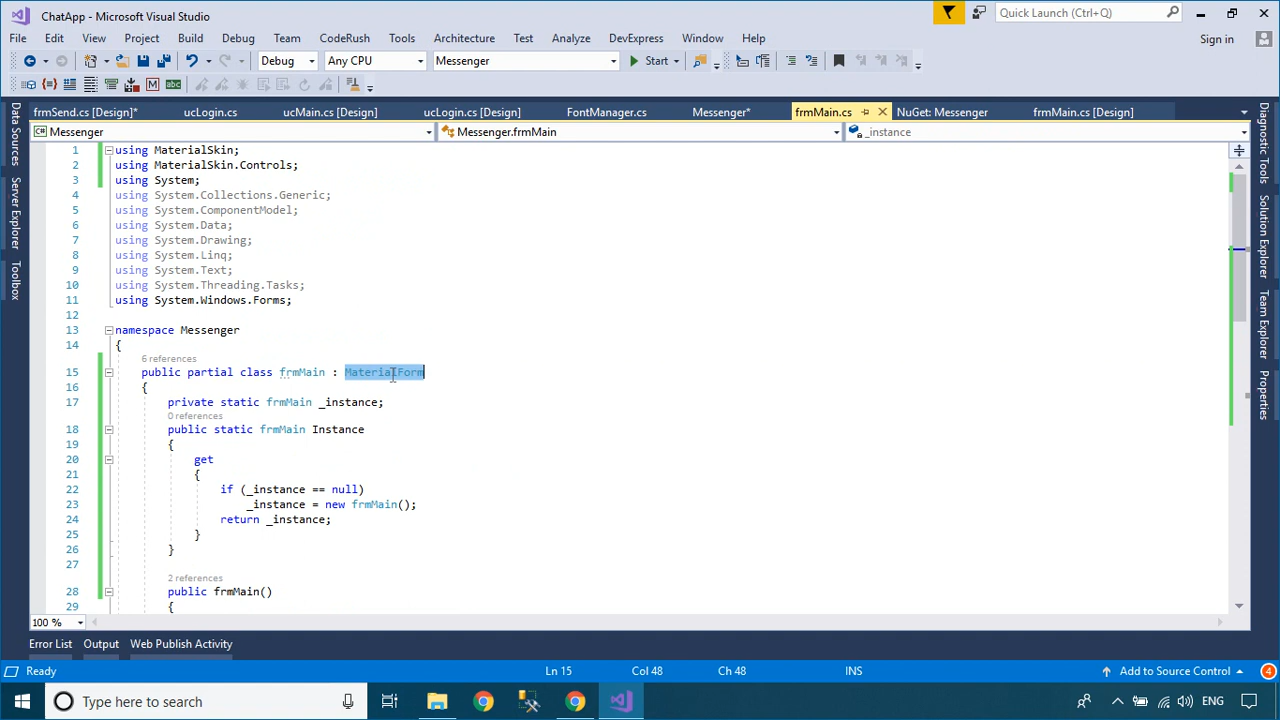 ChatApp - Microsoft Visual Studio
Quick Launch (Ctrl+Q)
File Edit View Project Build Debug Team CodeRush Tools Architecture Test Analyze DevExpress Window Help
Sign in
Debug Any CPU Messenger Start
frmSend.cs [Design]* ucLogin.cs ucMain.cs [Design] ucLogin.cs [Design] FontManager.cs Messenger* frmMain.cs NuGet: Messenger frmMain.cs [Design]
Messenger Messenger.frmMain _instance
Data Sources
Server Explorer
Toolbox
1 using MaterialSkin;
2 using MaterialSkin.Controls;
3 using System;
4 using System.Collections.Generic;
5 using System.ComponentModel;
6 using System.Data;
7 using System.Drawing;
8 using System.Linq;
9 using System.Text;
10 using System.Threading.Tasks;
11 using System.Windows.Forms;
12
13 namespace Messenger
14 {
6 references
15 public partial class frmMain : MaterialForm
16 {
17 private static frmMain _instance;
0 references
18 public static frmMain Instance
19 {
20 get
21 {
22 if (_instance == null)
23 _instance = new frmMain();
24 return _instance;
25 }
26 }
27
2 references
28 public frmMain()
29 {
Diagnostic Tools
Solution Explorer
Team Explorer
Properties
100 %
Error List Output Web Publish Activity
Ready Ln 15 Col 48 Ch 48 INS Add to Source Control 4
Type here to search
ENG